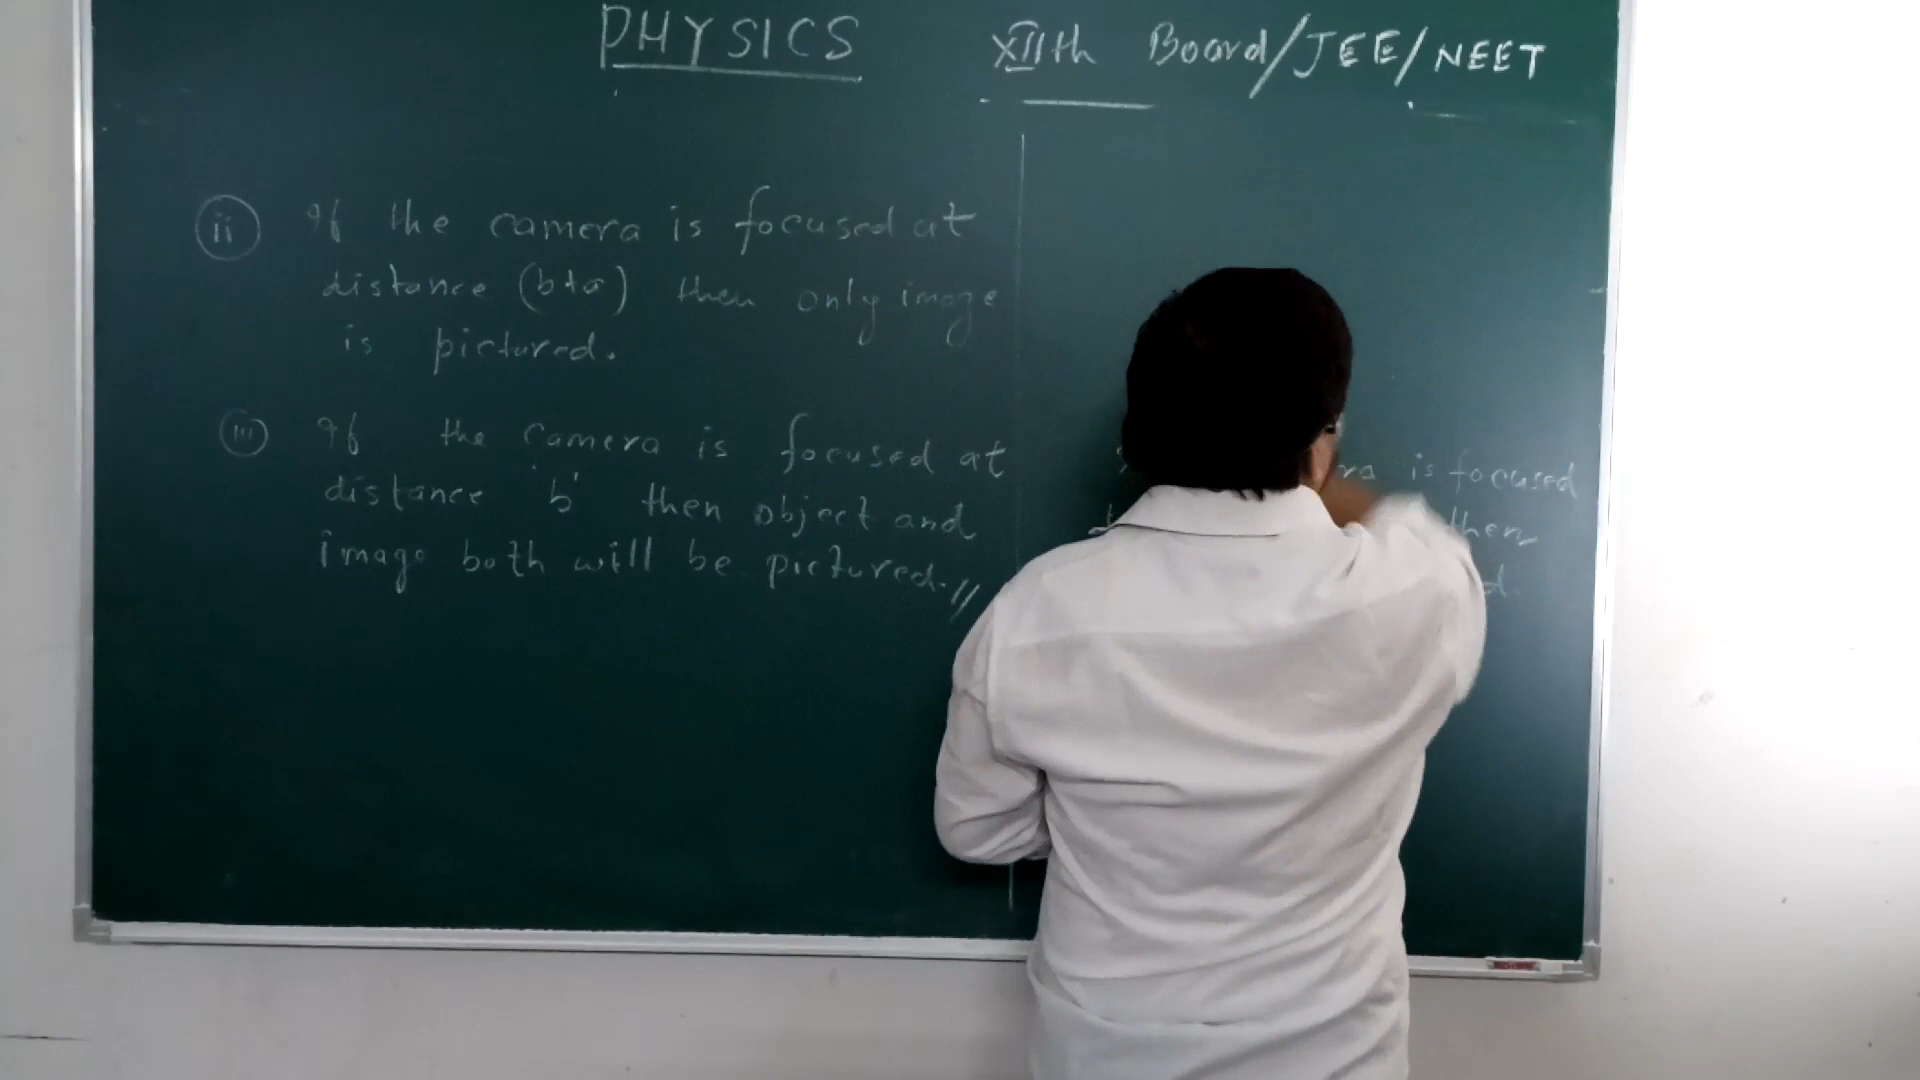 PHYSICS
XIIth Board/JEE/NEET
(ii) If the camera is focused at
distance (b+a) then only image
is pictured.
(iii) If the camera is focused at
distance 'b' then object and
image both will be pictured.//
is focused
then